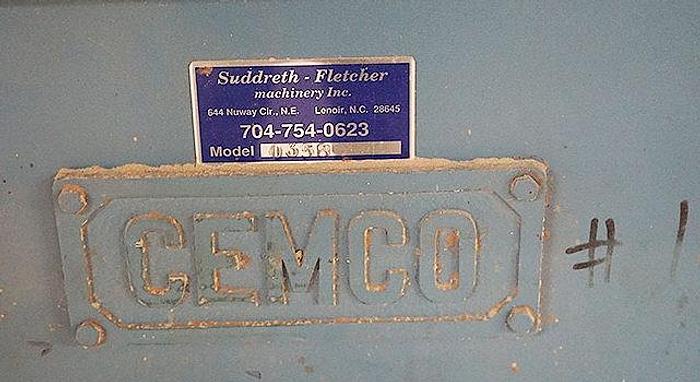 Suddreth - Fletcher
machinery Inc.
644 Nuway Cir., N.E. Lenoir, N.C. 28645
704-754-0623
Model
CEMCO
# 1